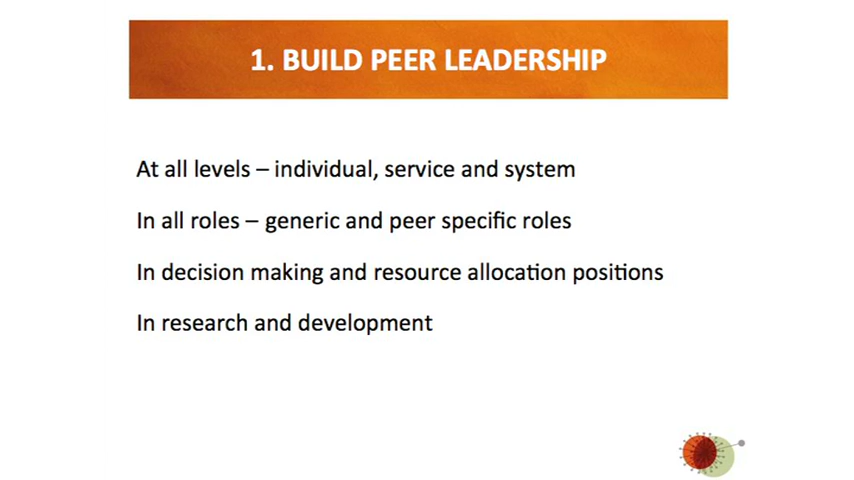 1. BUILD PEER LEADERSHIP
At all levels – individual, service and system
In all roles – generic and peer specific roles
In decision making and resource allocation positions
In research and development